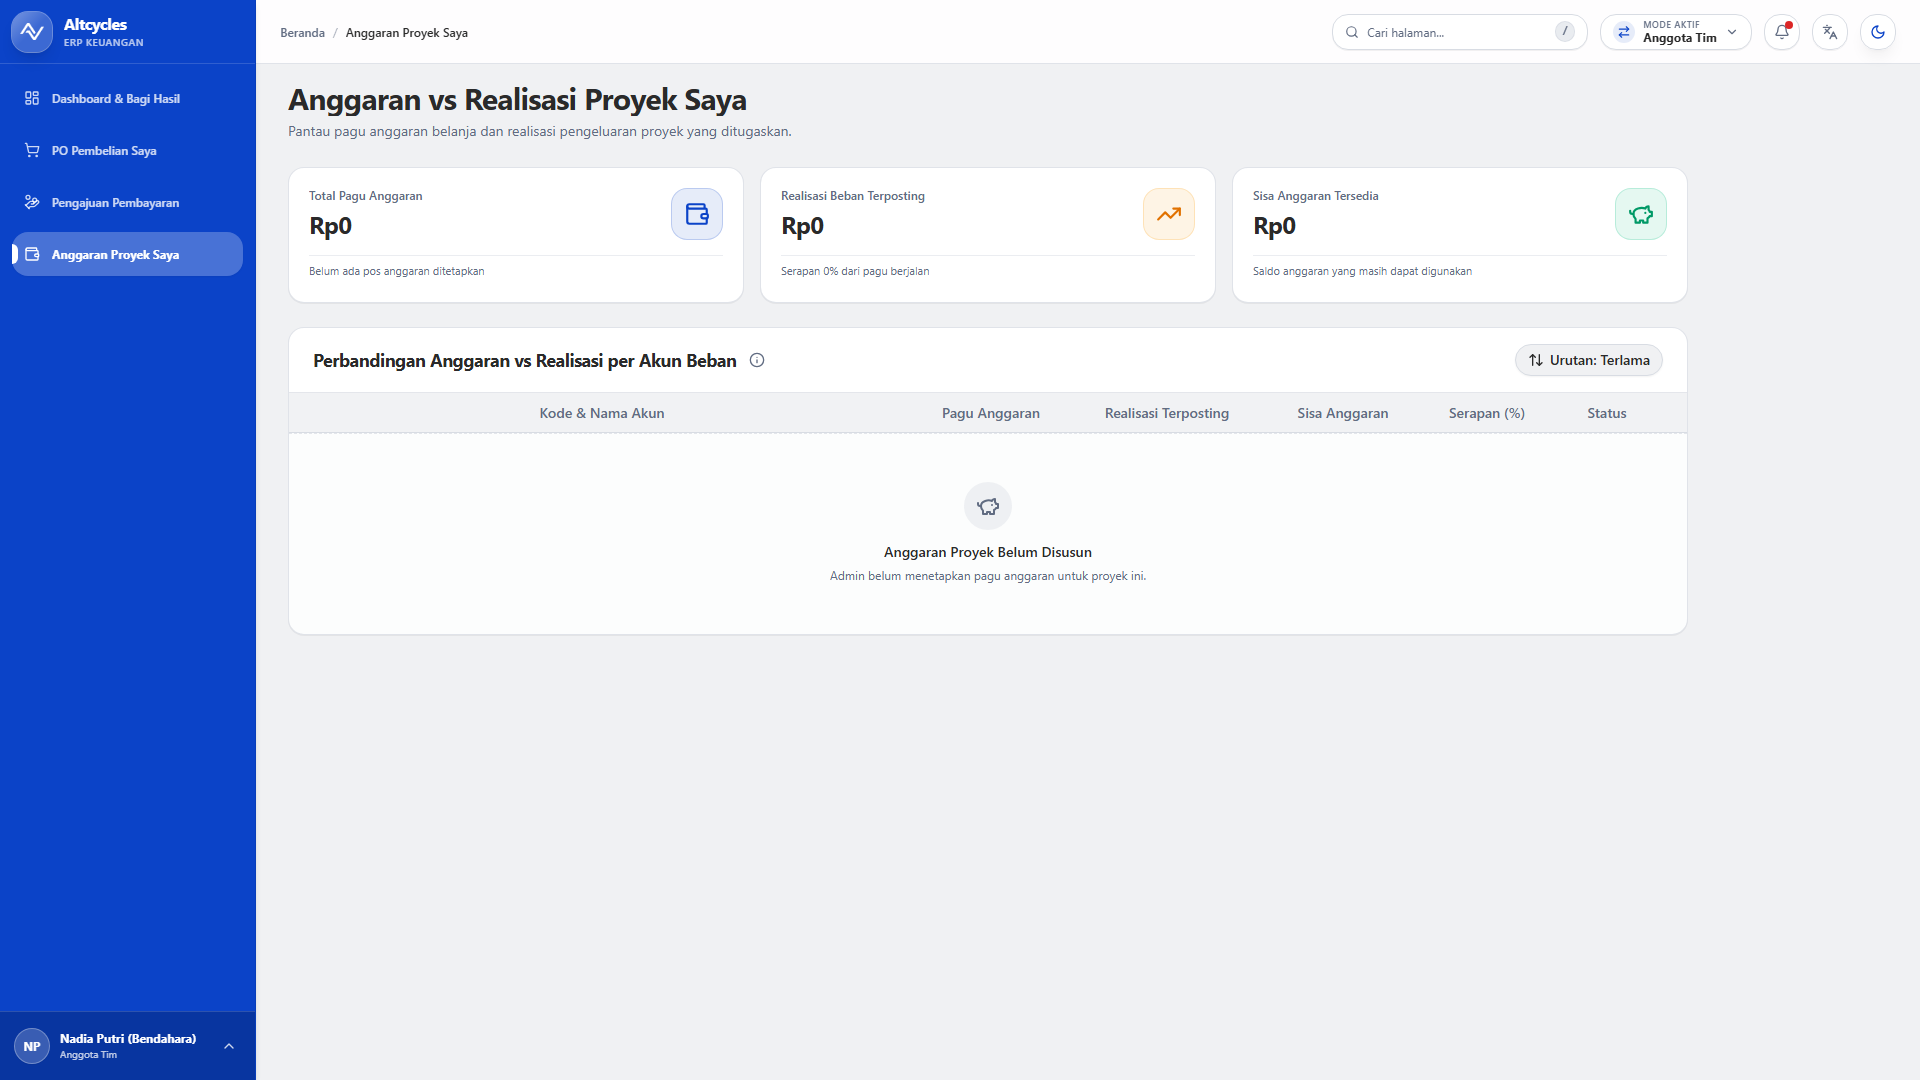 Altcycles
ERP KEUANGAN
Dashboard & Bagi Hasil
PO Pembelian Saya
Pengajuan Pembayaran
Anggaran Proyek Saya
NP
Nadia Putri (Bendahara)
Anggota Tim
Beranda / Anggaran Proyek Saya
Cari halaman...
/
MODE AKTIF
Anggota Tim
Anggaran vs Realisasi Proyek Saya
Pantau pagu anggaran belanja dan realisasi pengeluaran proyek yang ditugaskan.
Total Pagu Anggaran
Rp0
Belum ada pos anggaran ditetapkan
Realisasi Beban Terposting
Rp0
Serapan 0% dari pagu berjalan
Sisa Anggaran Tersedia
Rp0
Saldo anggaran yang masih dapat digunakan
Perbandingan Anggaran vs Realisasi per Akun Beban
Urutan: Terlama
Kode & Nama Akun Pagu Anggaran Realisasi Terposting Sisa Anggaran Serapan (%) Status
Anggaran Proyek Belum Disusun
Admin belum menetapkan pagu anggaran untuk proyek ini.